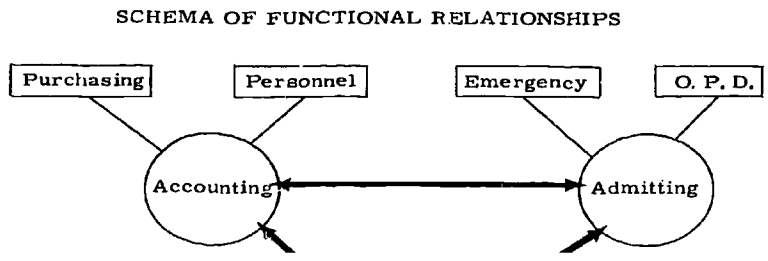 SCHEMA OF FUNCTIONAL RELATIONSHIPS
Purchasing Personnel Emergency O. P. D.
Accounting Admitting